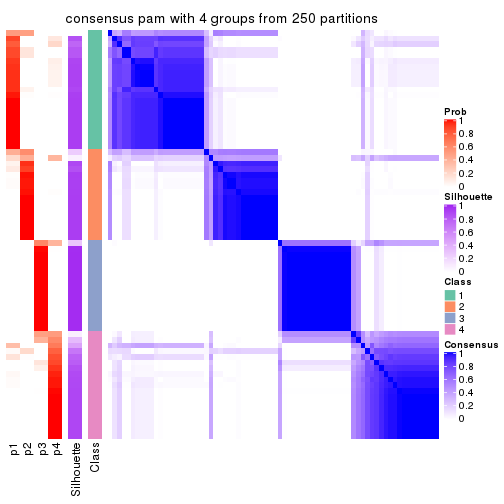 consensus pam with 4 groups from 250 partitions
Prob
1
0.8
0.6
0.4
0.2
0
Silhouette
1
0.8
0.6
0.4
0.2
0
Class
1
2
3
4
Consensus
1
0.8
0.6
0.4
0.2
0
p1
p2
p3
p4
Silhouette
Class